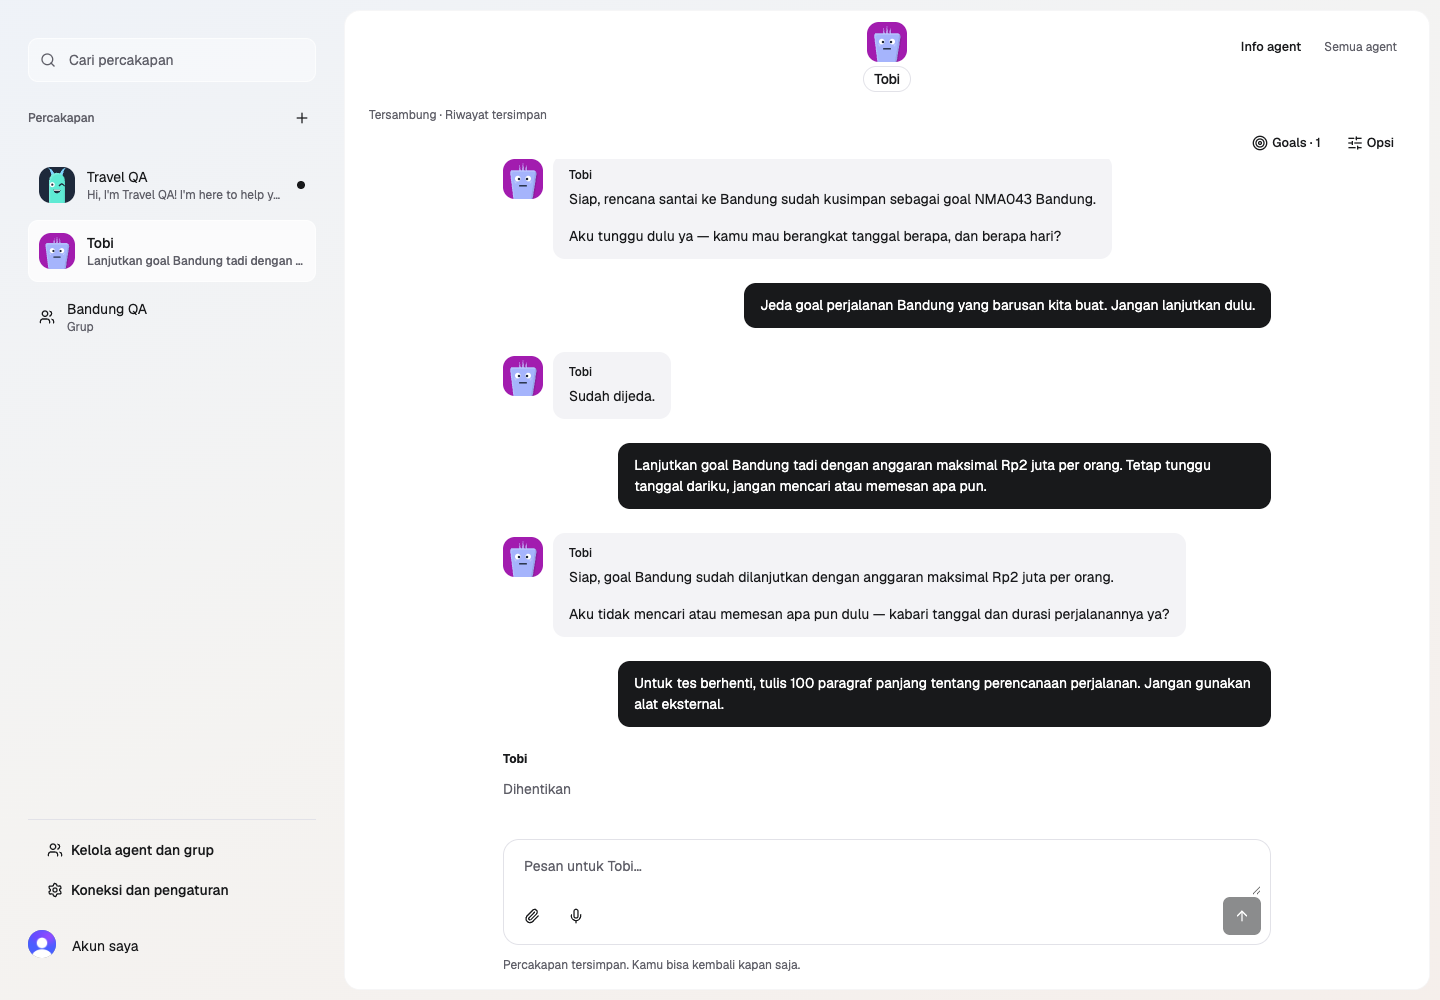 Cari percakapan
Percakapan
Travel QA
Hi, I'm Travel QA! I'm here to help y...
Tobi
Lanjutkan goal Bandung tadi dengan ...
Bandung QA
Grup
Kelola agent dan grup
Koneksi dan pengaturan
Akun saya
Tobi
Info agent
Semua agent
Tersambung · Riwayat tersimpan
Goals · 1
Opsi
Tobi
Siap, rencana santai ke Bandung sudah kusimpan sebagai goal NMA043 Bandung.
Aku tunggu dulu ya — kamu mau berangkat tanggal berapa, dan berapa hari?
Jeda goal perjalanan Bandung yang barusan kita buat. Jangan lanjutkan dulu.
Tobi
Sudah dijeda.
Lanjutkan goal Bandung tadi dengan anggaran maksimal Rp2 juta per orang. Tetap tunggu
tanggal dariku, jangan mencari atau memesan apa pun.
Tobi
Siap, goal Bandung sudah dilanjutkan dengan anggaran maksimal Rp2 juta per orang.
Aku tidak mencari atau memesan apa pun dulu — kabari tanggal dan durasi perjalanannya ya?
Untuk tes berhenti, tulis 100 paragraf panjang tentang perencanaan perjalanan. Jangan gunakan
alat eksternal.
Tobi
Dihentikan
Pesan untuk Tobi...
Percakapan tersimpan. Kamu bisa kembali kapan saja.